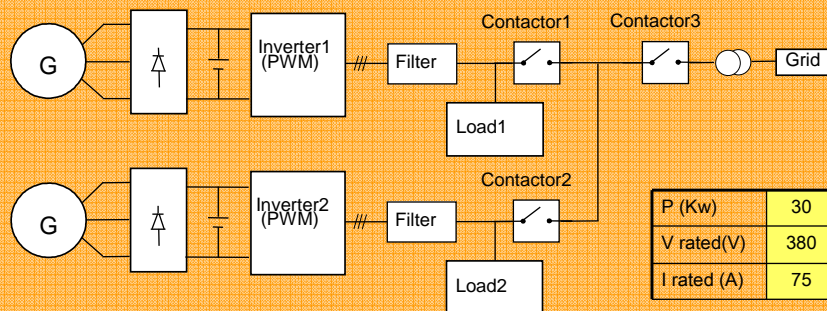 Contactor1
Contactor3
G
Inverter1
(PWM)
Filter
Grid
Load1
Contactor2
G
Inverter2
(PWM)
Filter
Load2
P (Kw) 30
V rated(V) 380
I rated (A) 75